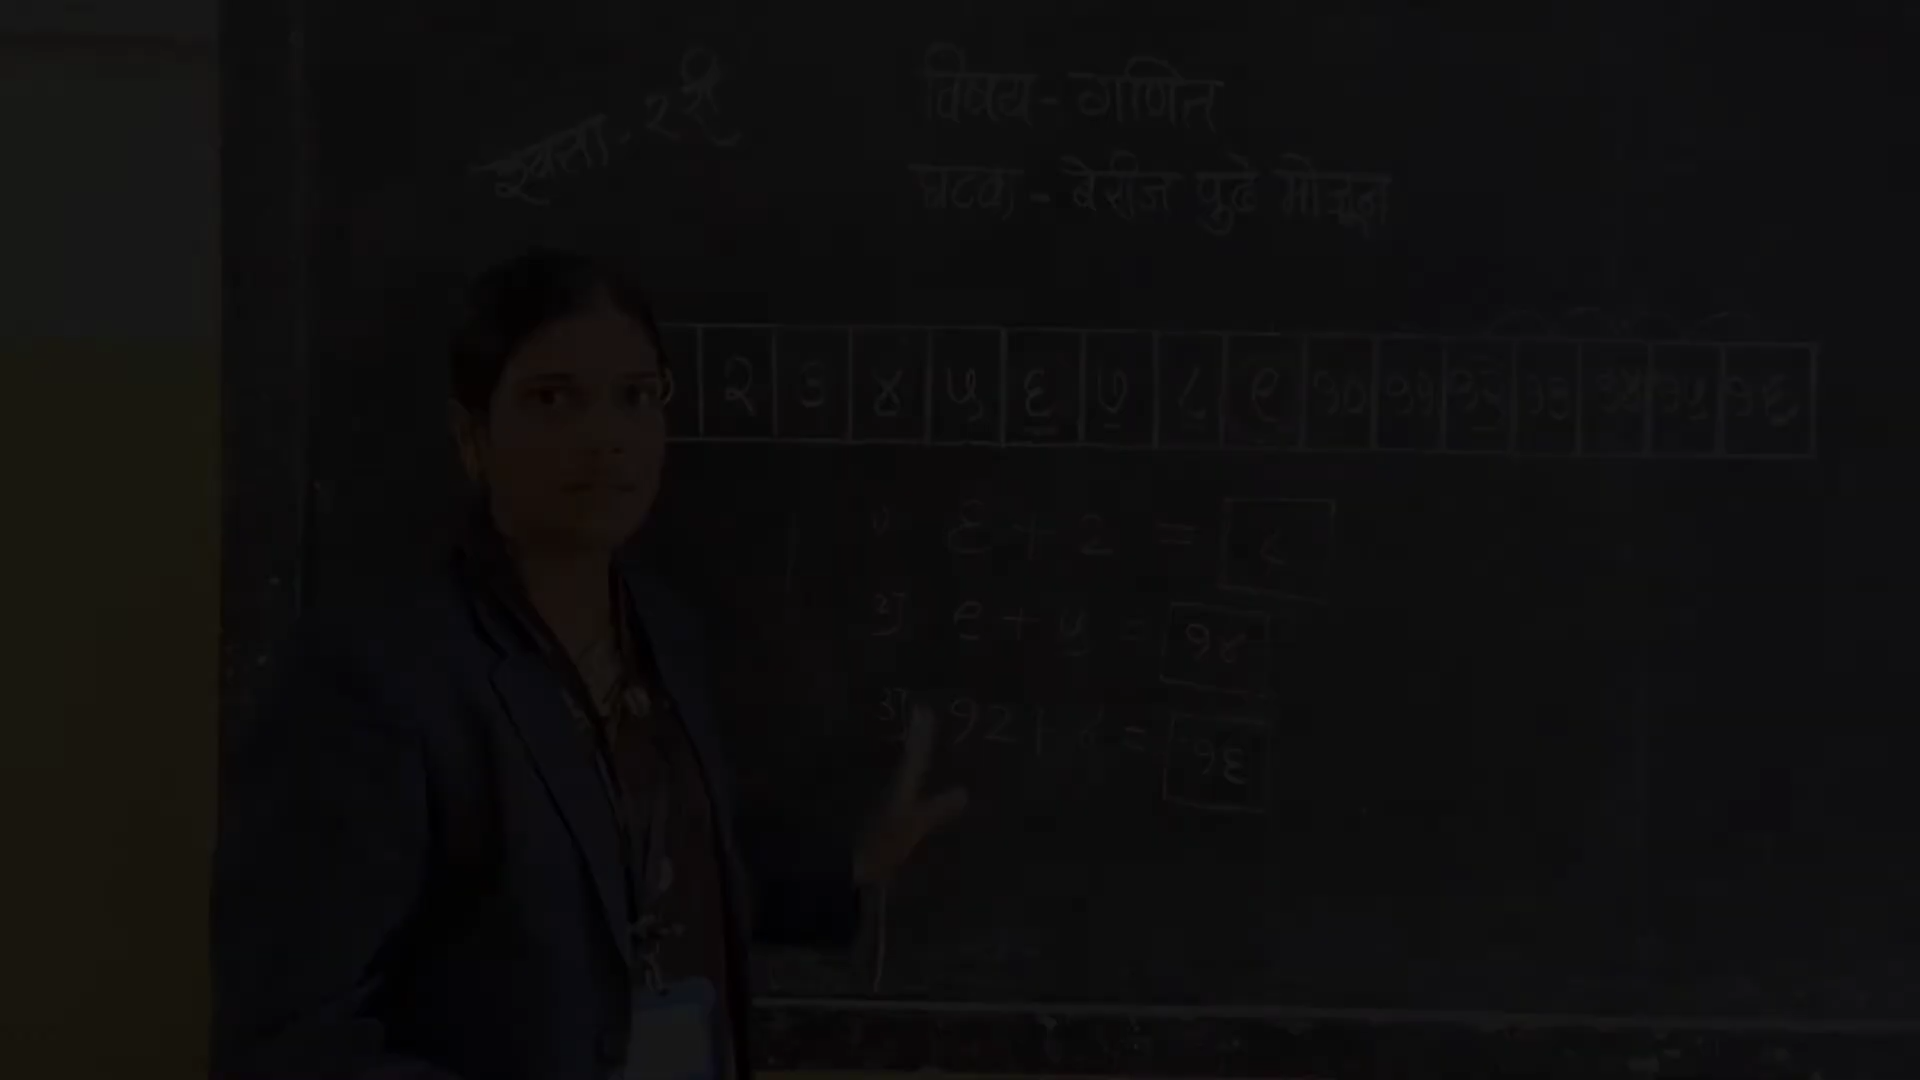 इयत्ता - २ री
विषय - गणित
घटक - बेरीज पुढे मोजून
२ ३ ४ ५ ६ ७ ८ ९ १० ११ १२ १३ १४ १५ १६
६ + २ = ८
९ + ५ = १४
१२ + ४ = १६